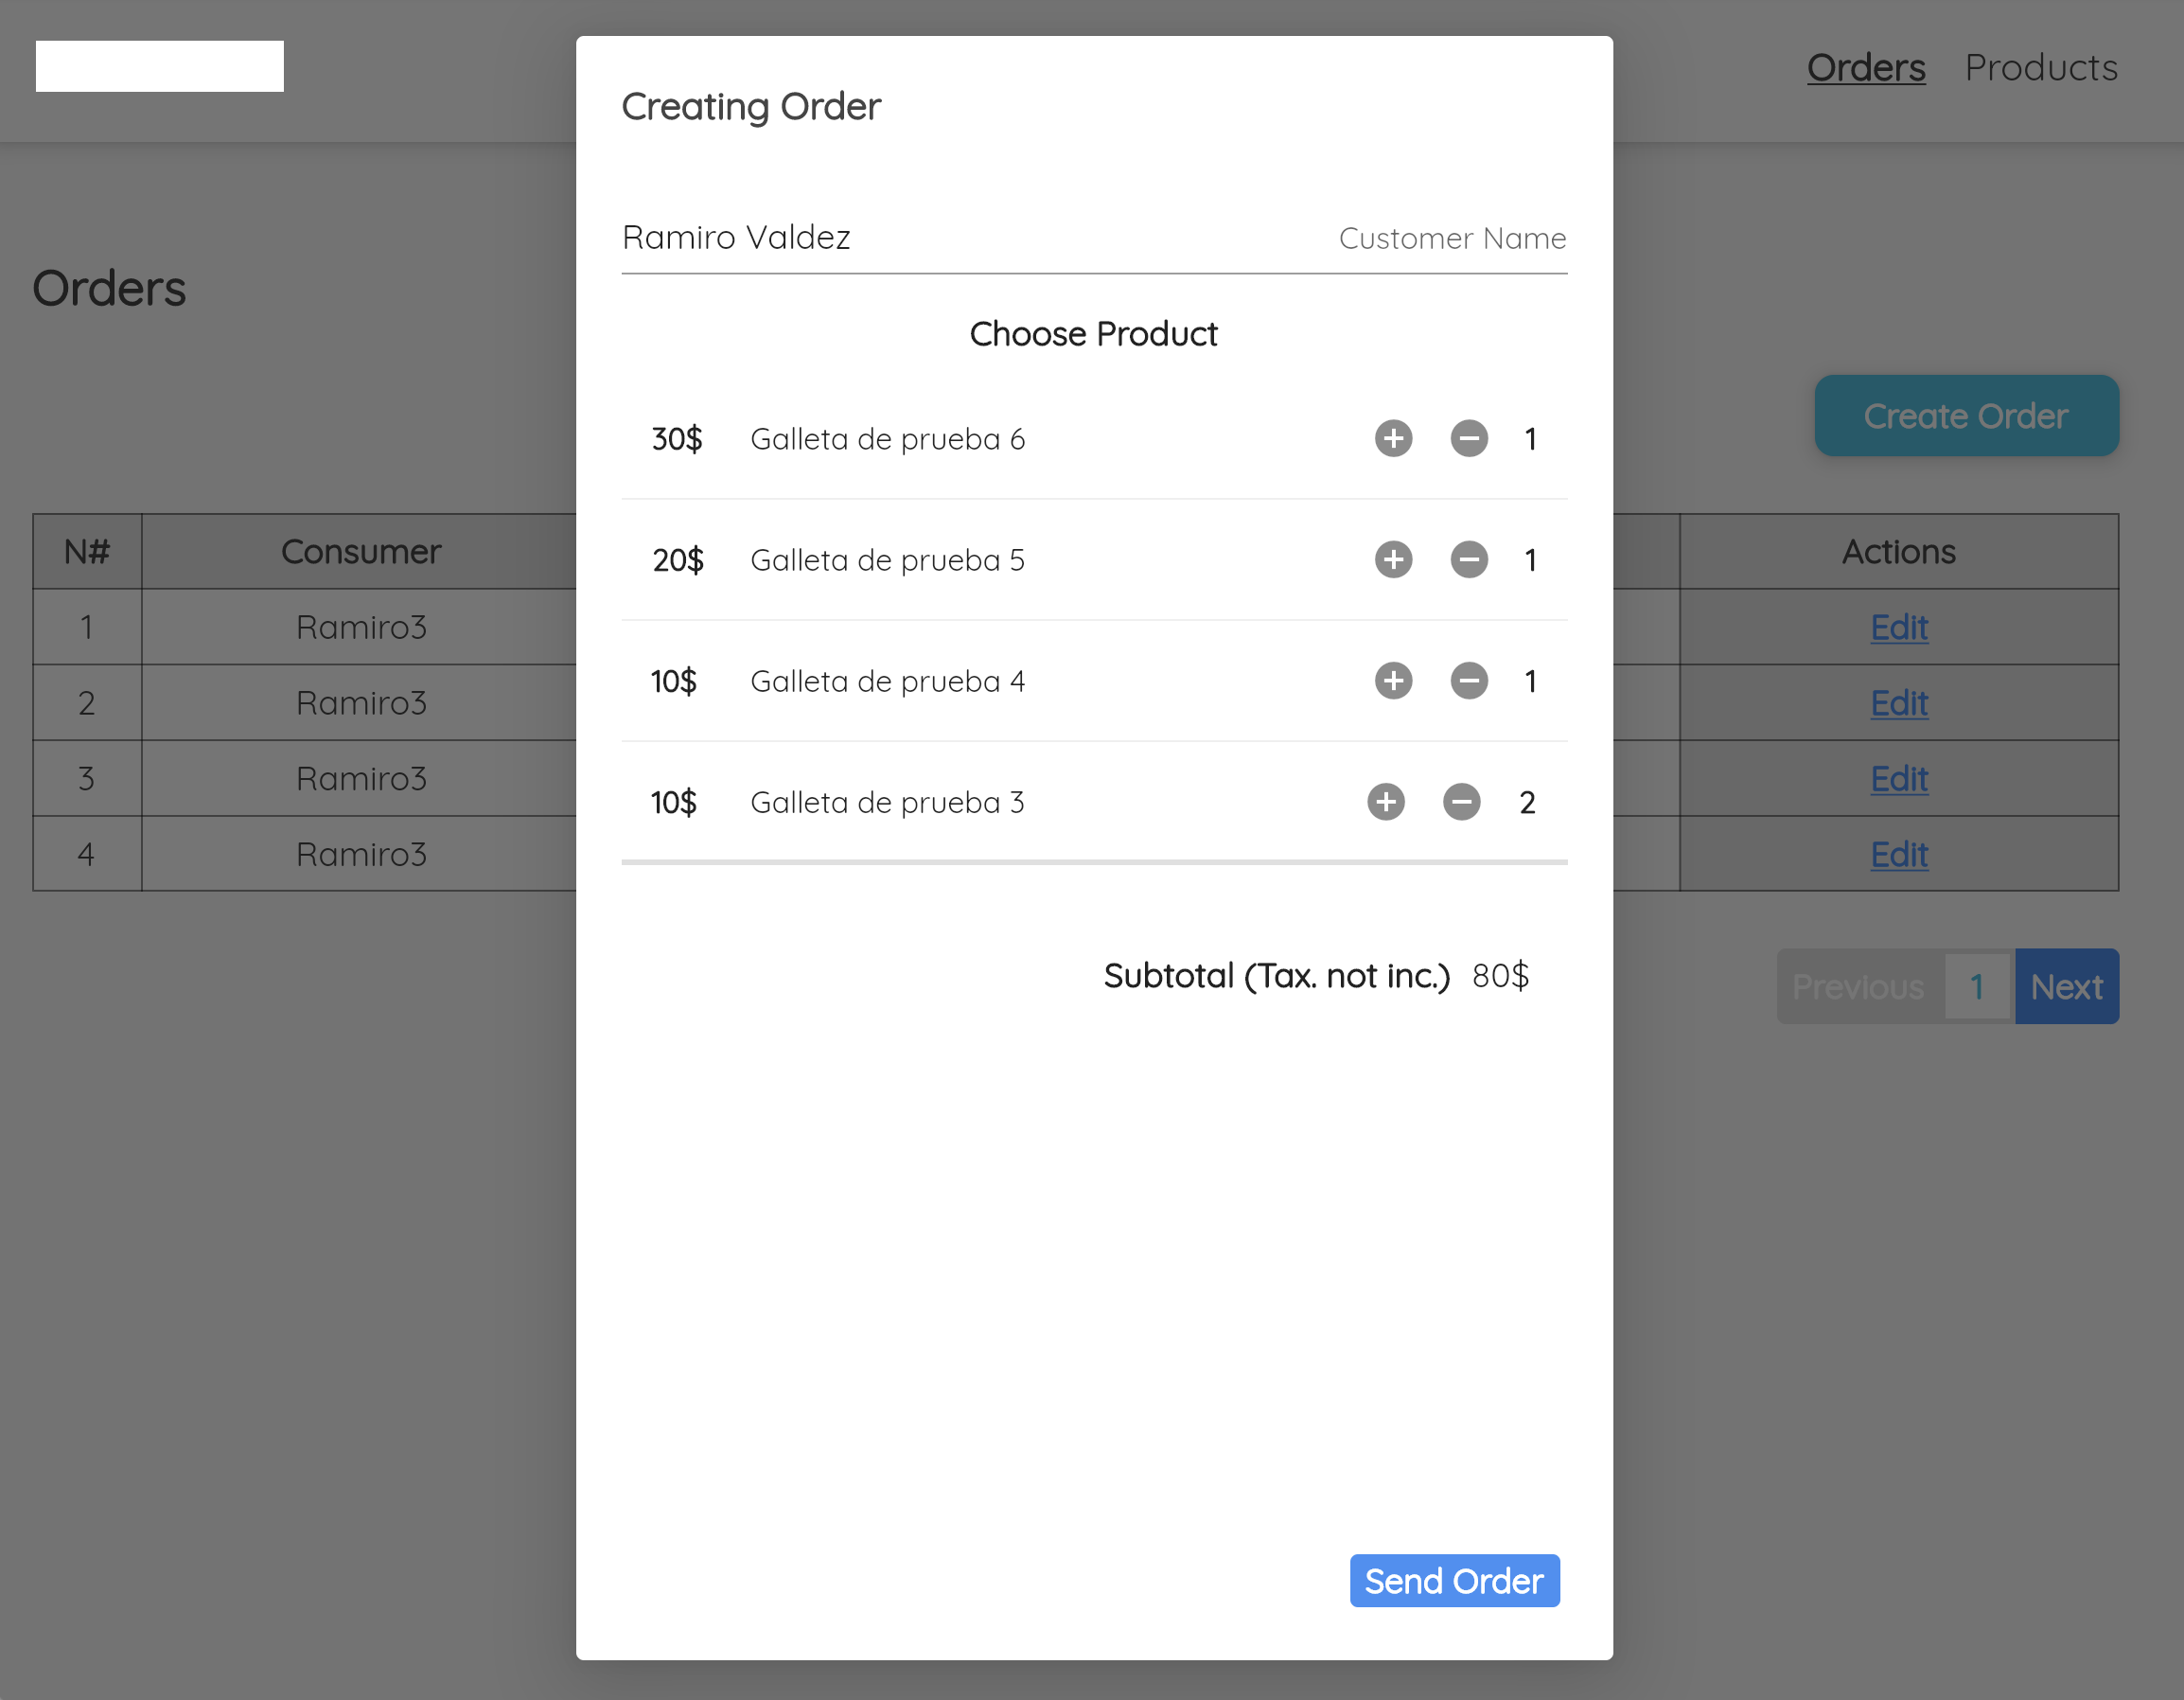 Orders Products
Creating Order
Ramiro Valdez Customer Name
Orders
Choose Product
Create Order
30$ Galleta de prueba 6 1
20$ Galleta de prueba 5 1
10$ Galleta de prueba 4 1
10$ Galleta de prueba 3 2
N# Consumer Actions
1 Ramiro3 Edit
2 Ramiro3 Edit
3 Ramiro3 Edit
4 Ramiro3 Edit
Subtotal (Tax. not inc.) 80$
Previous 1 Next
Send Order